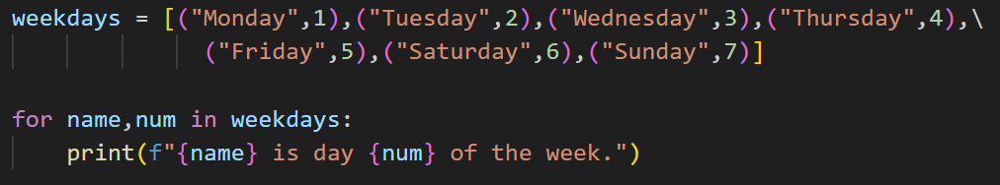 weekdays = [("Monday",1),("Tuesday",2),("Wednesday",3),("Thursday",4),\
("Friday",5),("Saturday",6),("Sunday",7)]
for name,num in weekdays:
print(f"{name} is day {num} of the week.")